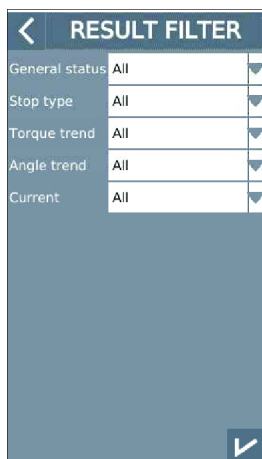 RESULT FILTER
General status All
Stop type All
Torque trend All
Angle trend All
Current All